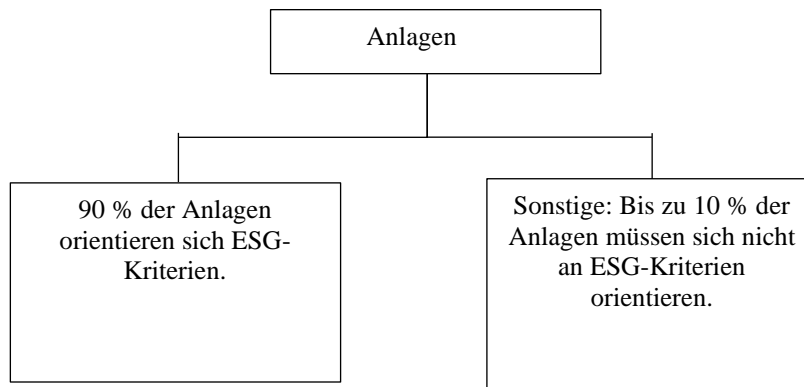 Anlagen
90 % der Anlagen
orientieren sich ESG-
Kriterien.
Sonstige: Bis zu 10 % der
Anlagen müssen sich nicht
an ESG-Kriterien
orientieren.